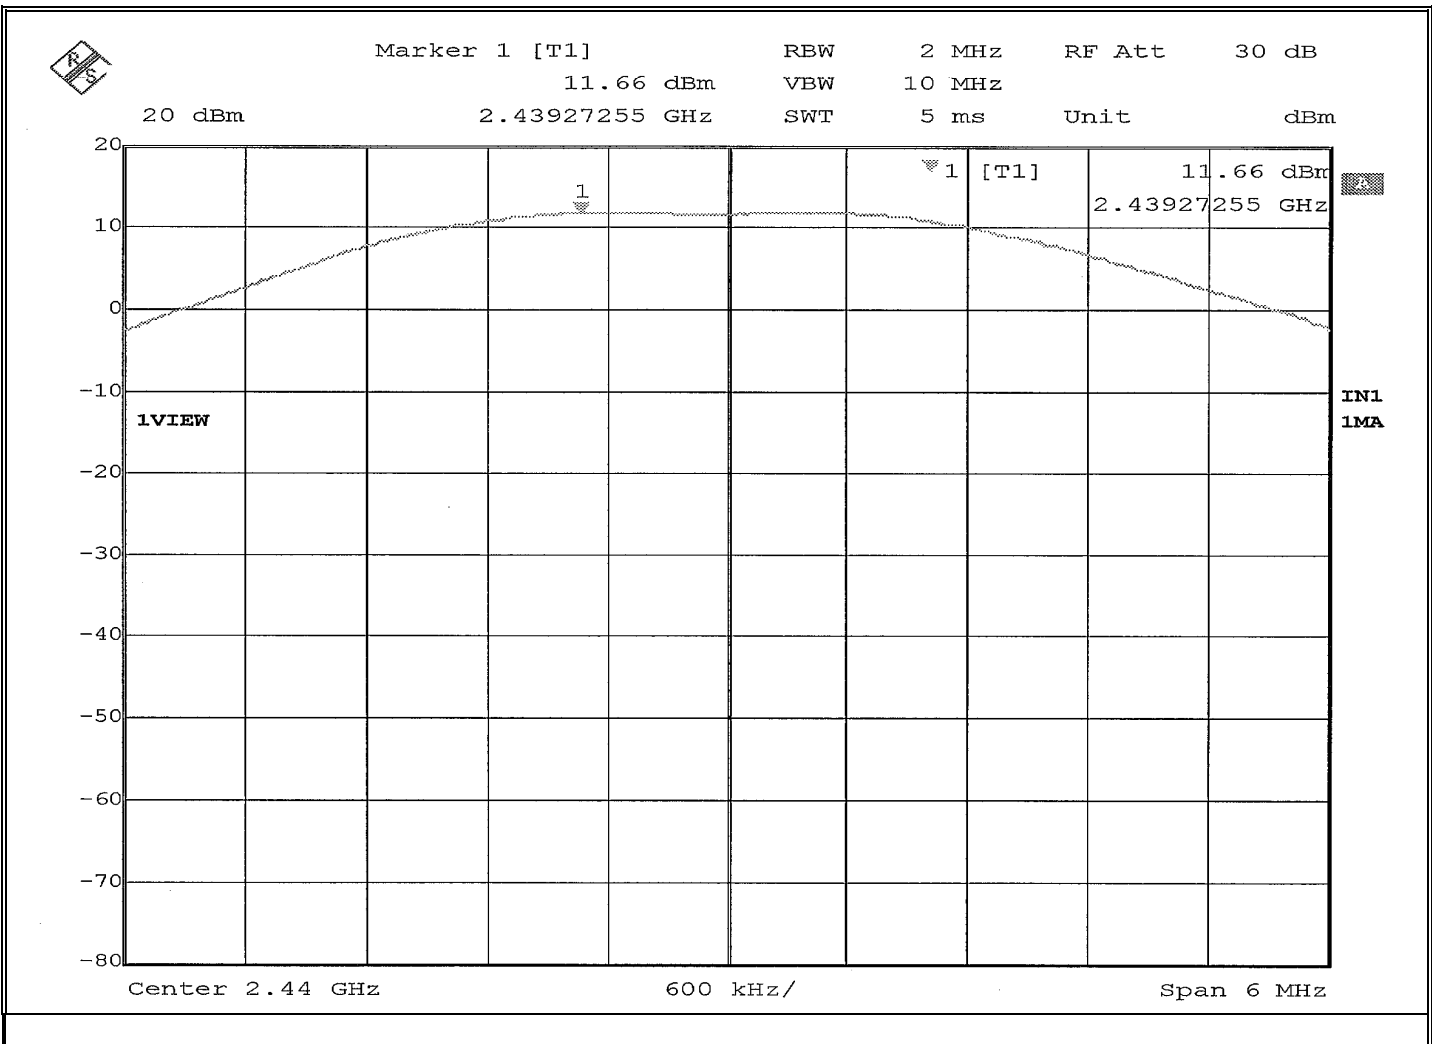 R S
Marker 1 [T1] RBW 2 MHz RF Att 30 dB
11.66 dBm VBW 10 MHz
20 dBm 2.43927255 GHz SWT 5 ms Unit dBm
20
1 [T1] 11.66 dBm
A
1
2.43927255 GHz
10
0
-10
IN1
1VIEW
1MA
-20
-30
-40
-50
-60
-70
-80
Center 2.44 GHz 600 kHz/ Span 6 MHz